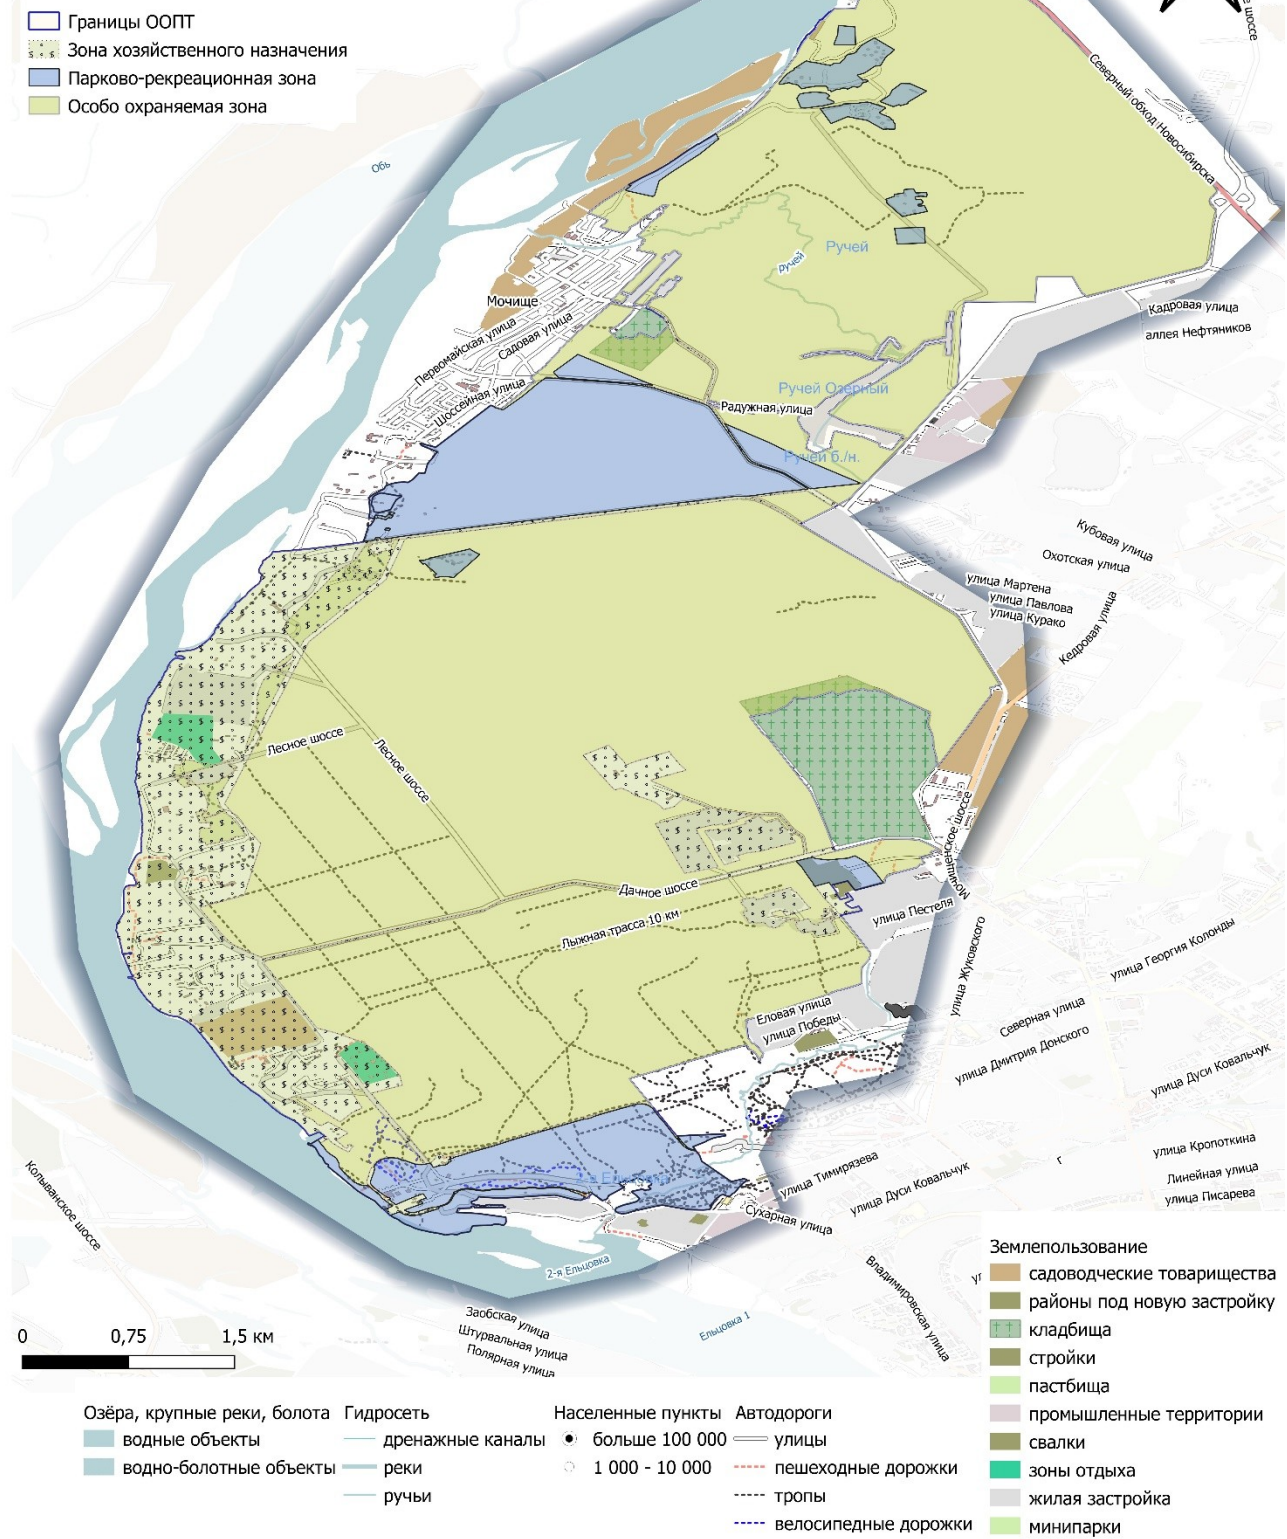 Границы ООПТ
Зона хозяйственного назначения
Парково-рекреационная зона
Особо охраняемая зона
е шоссе
Северный обход Новосибирска
Обь
Ручей
ручей
Мочище
Кадровая улица
аллея Нефтяников
Первомайская улица
Садовая улица
Шоссейная улица
Ручей Озерный
Радужная улица
Ручей б./н.
Кубовая улица
Охотская улица
улица Мартена
улица Павлова
улица Курако
Кедровая улица
Лесное шоссе
Лесное шоссе
Мочищенское шоссе
Дачное шоссе
улица Пестеля
Лыжная трасса 10 км
улица Жуковского
улица Георгия Колонды
Еловая улица
улица Победы
Северная улица
улица Дмитрия Донского
улица Дуси Ковальчук
улица Кропоткина
Линейная улица
улица Писарева
г
улица Тимирязева
улица Дуси Ковальчук
Сухарная улица
Колыванское шоссе
2-я Ельцовка
Владимировская улица
ул
Заобская улица
Штурвальная улица
Полярная улица
Ельцовка 1
0 0,75 1,5 км
Землепользование
садоводческие товарищества
районы под новую застройку
кладбища
стройки
пастбища
промышленные территории
свалки
зоны отдыха
жилая застройка
минипарки
Озёра, крупные реки, болота
водные объекты
водно-болотные объекты
Гидросеть
дренажные каналы
реки
ручьи
Населенные пункты
больше 100 000
1 000 - 10 000
Автодороги
улицы
пешеходные дорожки
тропы
велосипедные дорожки